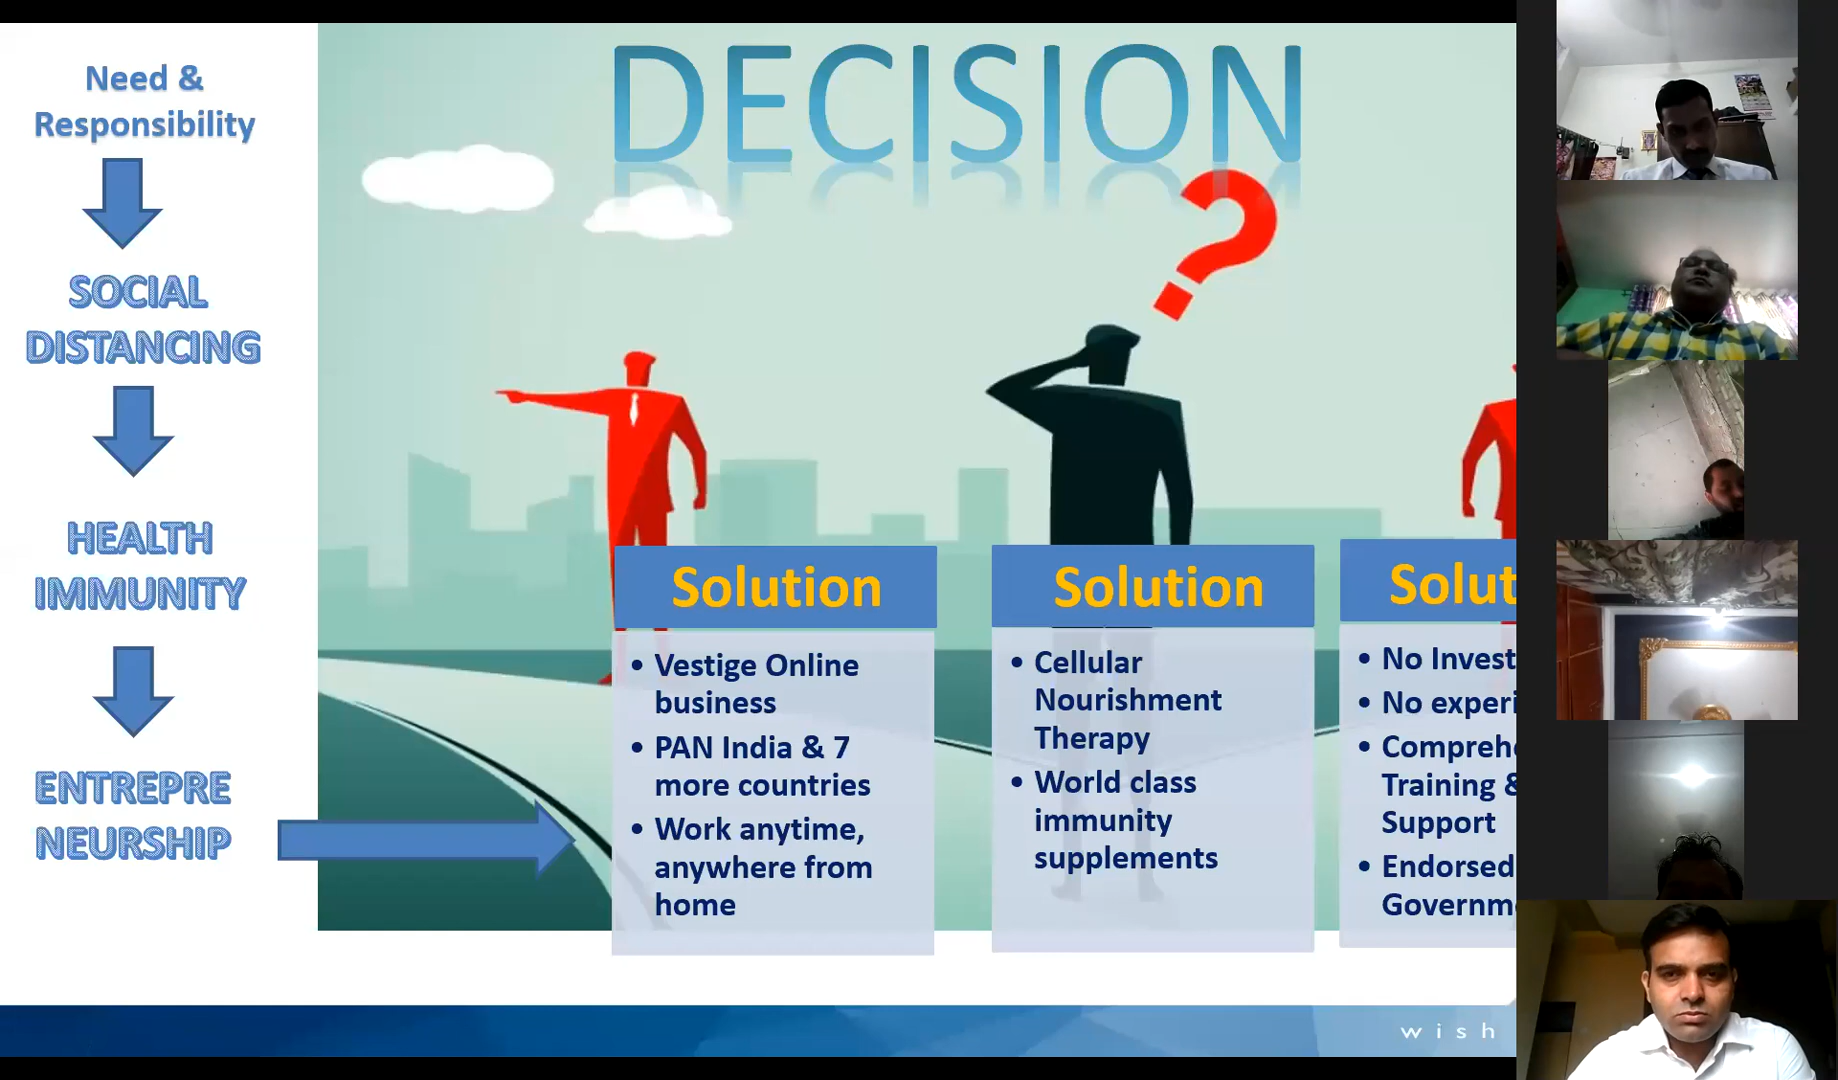 DECISION
Need &
Responsibility
SOCIAL
DISTANCING
HEALTH
IMMUNITY
ENTREPRE
NEURSHIP
Solution
• Vestige Online
business
• PAN India & 7
more countries
• Work anytime,
anywhere from
home
Solution
• Cellular
Nourishment
Therapy
• World class
immunity
supplements
Solut
• No Invest
• No experi
• Compreh
Training &
Support
• Endorsed
Governm
wish